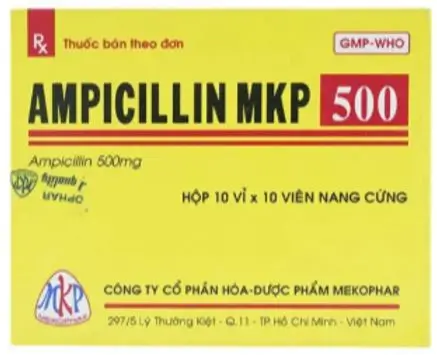 Rx Thuốc bán theo đơn
GMP-WHO
AMPICILLIN MKP 500
Ampicillin 500mg
HỘP 10 VỈ x 10 VIÊN NANG CỨNG
MKP
MEKOPHAR
CÔNG TY CỔ PHẦN HÓA-DƯỢC PHẨM MEKOPHAR
297/5 Lý Thường Kiệt - Q.11 - TP Hồ Chí Minh - Việt Nam